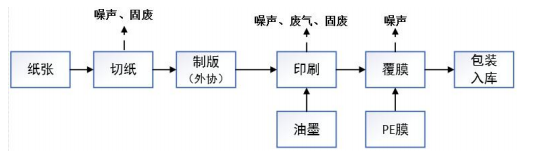 噪声、固废
噪声、废气、固废
噪声
纸张
切纸
制版
（外协）
印刷
覆膜
包装
入库
油墨
PE膜